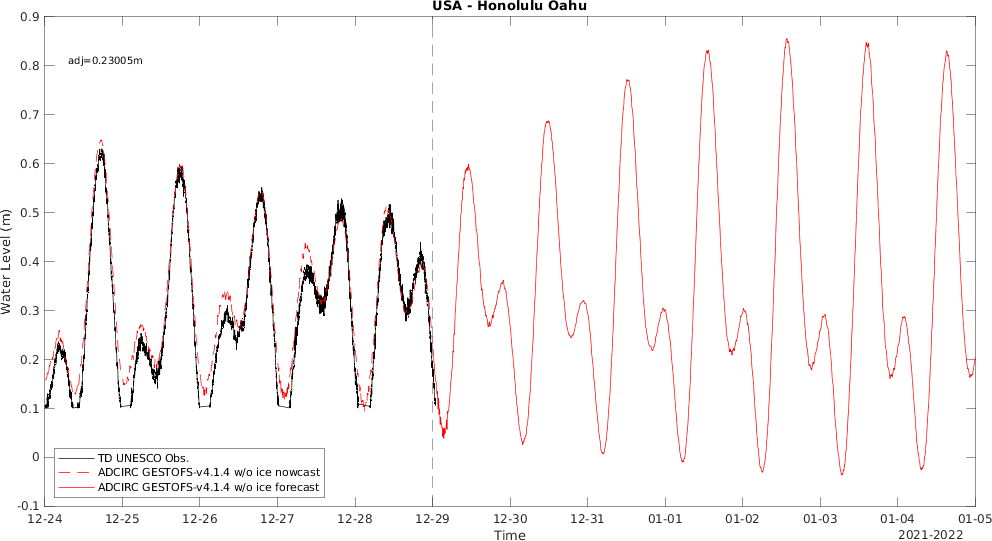 USA - Honolulu Oahu
0.9
0.8
0.7
0.6
0.5
0.4
0.3
0.2
0.1
0
-0.1
Water Level (m)
adj=0.23005m
TD UNESCO Obs.
ADCIRC GESTOFS-v4.1.4 w/o ice nowcast
ADCIRC GESTOFS-v4.1.4 w/o ice forecast
12-24 12-25 12-26 12-27 12-28 12-29 12-30 12-31 01-01 01-02 01-03 01-04 01-05
Time
2021-2022